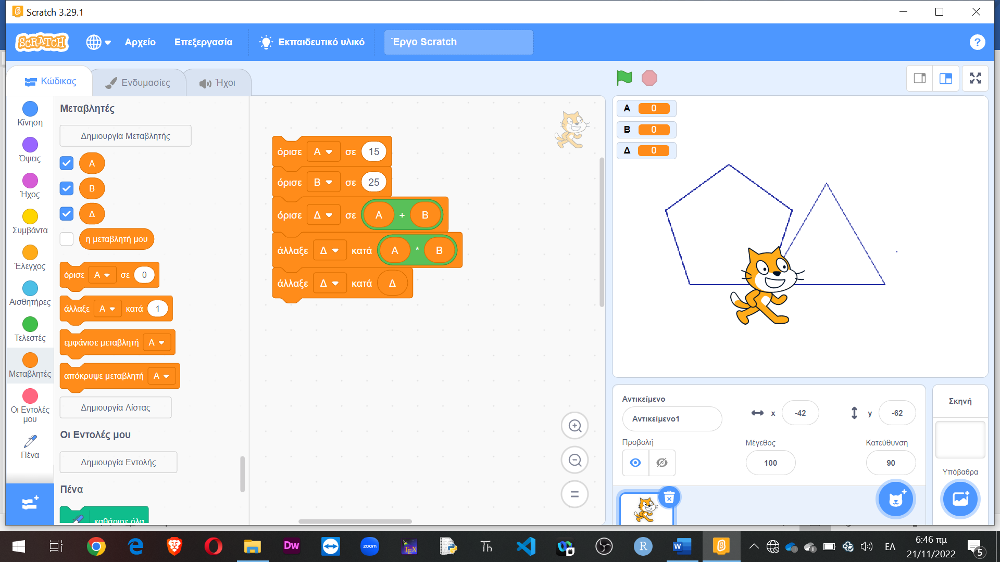 Scratch 3.29.1
SCRATCH
Αρχείο
Επεξεργασία
Εκπαιδευτικό υλικό
Έργο Scratch
?
Κώδικας
Ενδυμασίες
Ήχοι
Κίνηση
Όψεις
Ήχος
Συμβάντα
Έλεγχος
Αισθητήρες
Τελεστές
Μεταβλητές
Οι Εντολές
μου
Πένα
Μεταβλητές
Δημιουργία Μεταβλητής
Α
Β
Δ
η μεταβλητή μου
όρισε Α σε 0
άλλαξε Α κατά 1
εμφάνισε μεταβλητή Α
απόκρυψε μεταβλητή Α
Δημιουργία Λίστας
Οι Εντολές μου
Δημιουργία Εντολής
Πένα
καθάρισε όλα
όρισε Α σε 15
όρισε Β σε 25
όρισε Δ σε Α + Β
άλλαξε Δ κατά Α * Β
άλλαξε Δ κατά Δ
Α 0
Β 0
Δ 0
Αντικείμενο
Αντικείμενο1
x -42
y -62
Προβολή
Μέγεθος
100
Κατεύθυνση
90
Σκηνή
Υπόβαθρα
Dw
zoom
TEX
Th
R
W
ΕΛ
6:46 πμ
21/11/2022
5